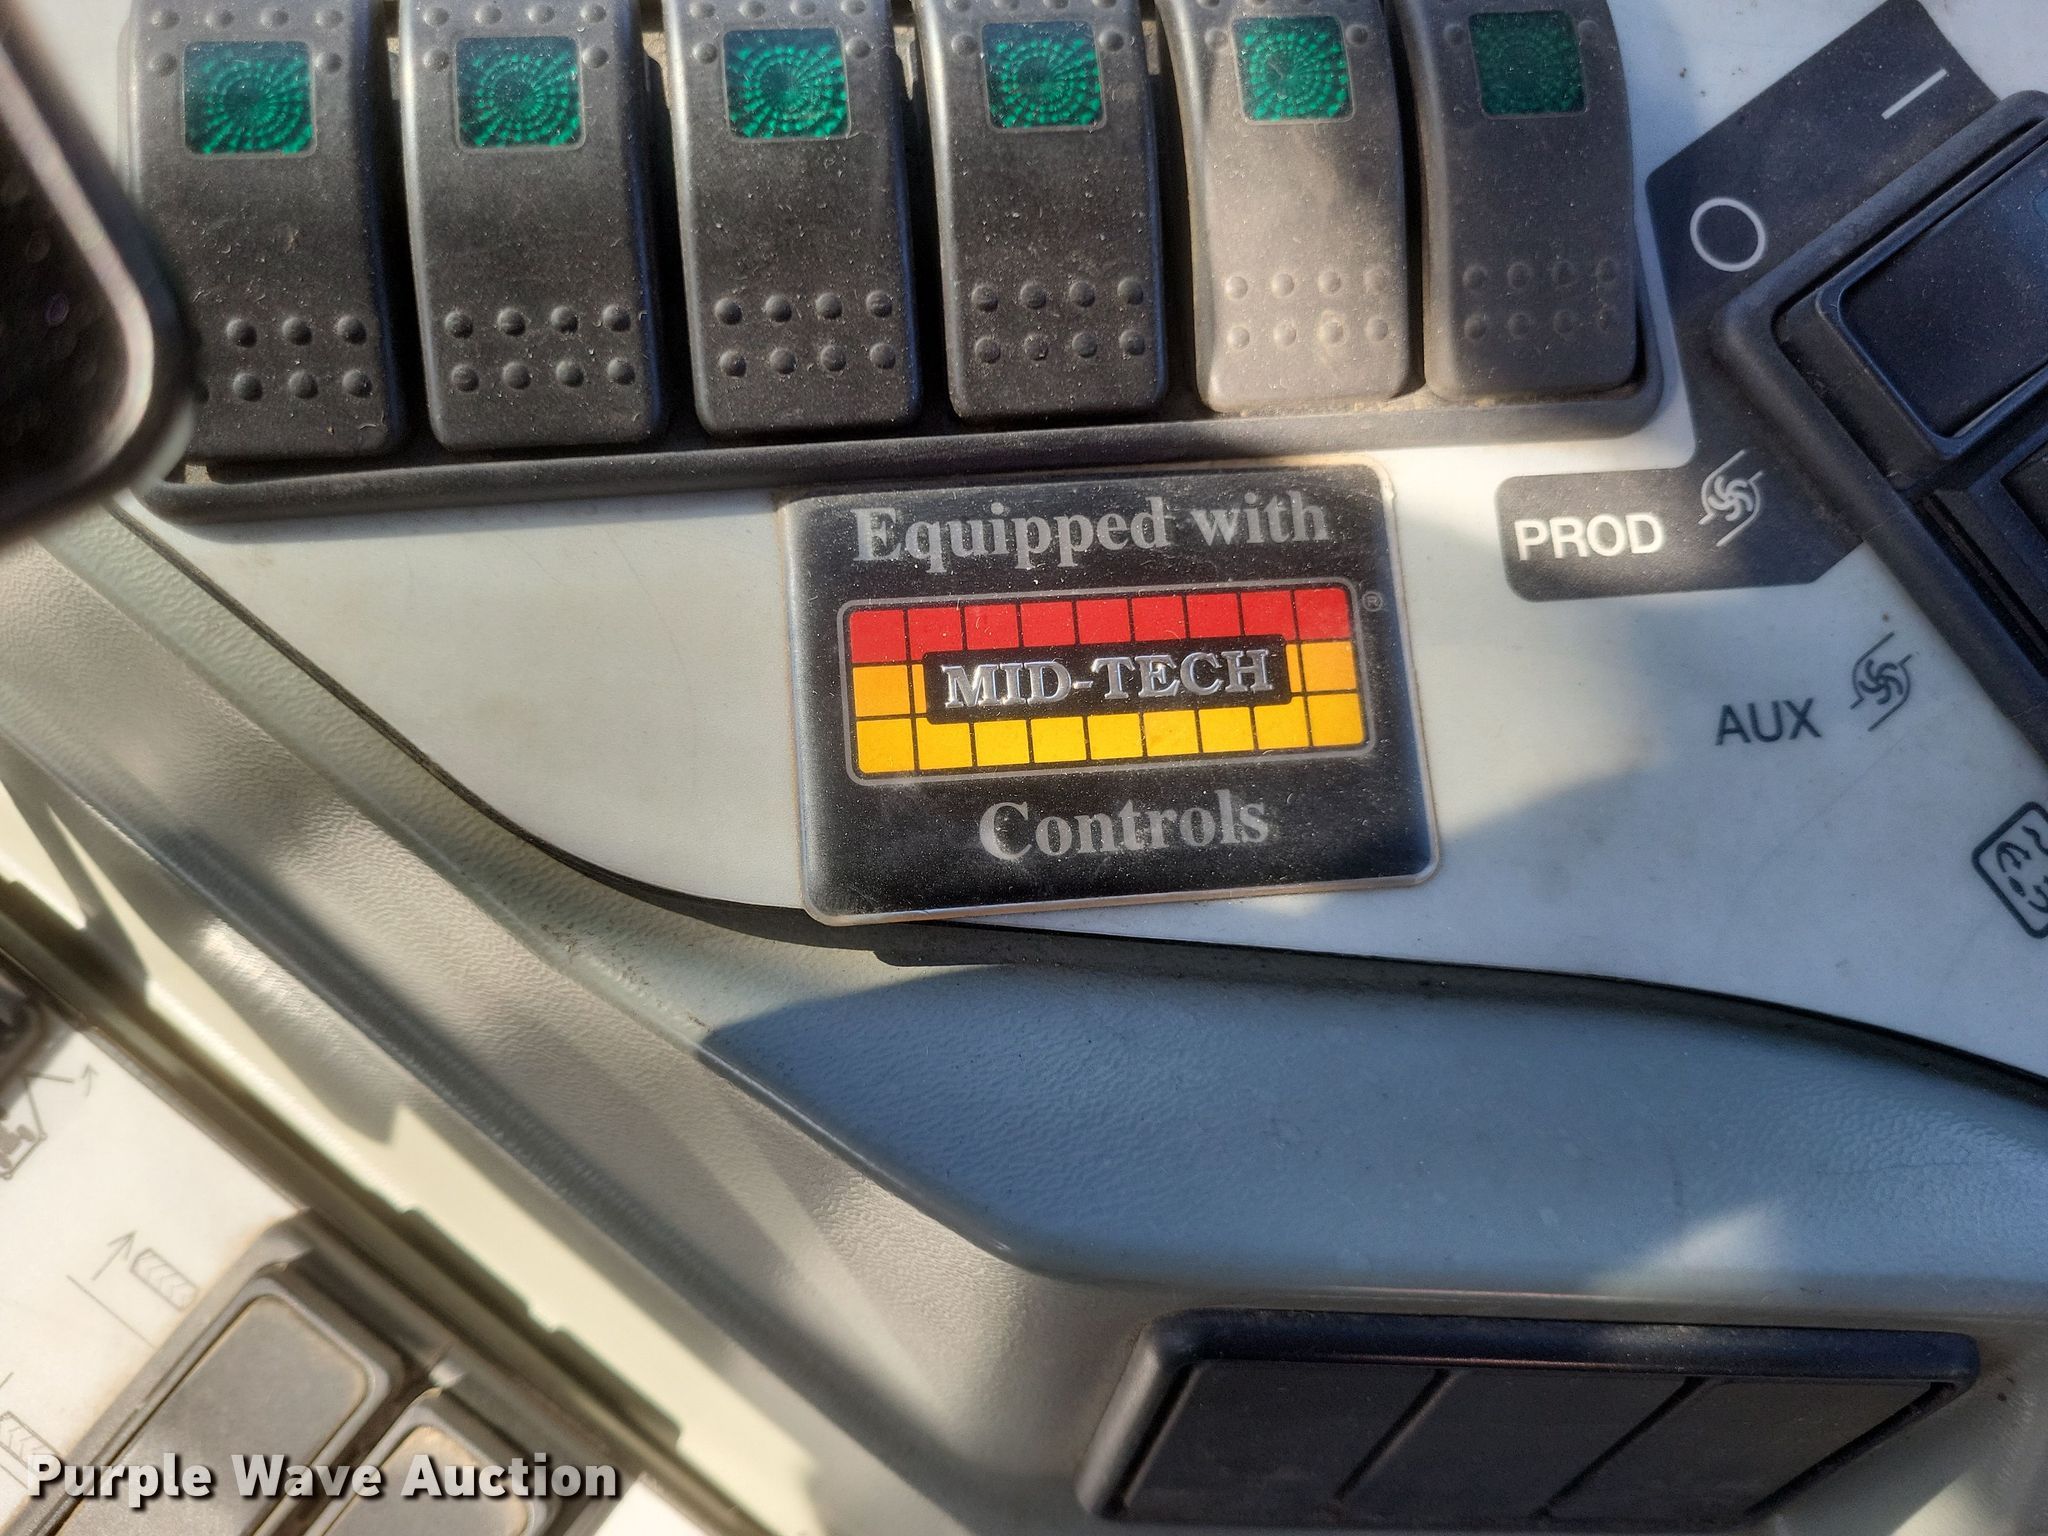 Equipped with
MID-TECH®
Controls
PROD
AUX
Purple Wave Auction